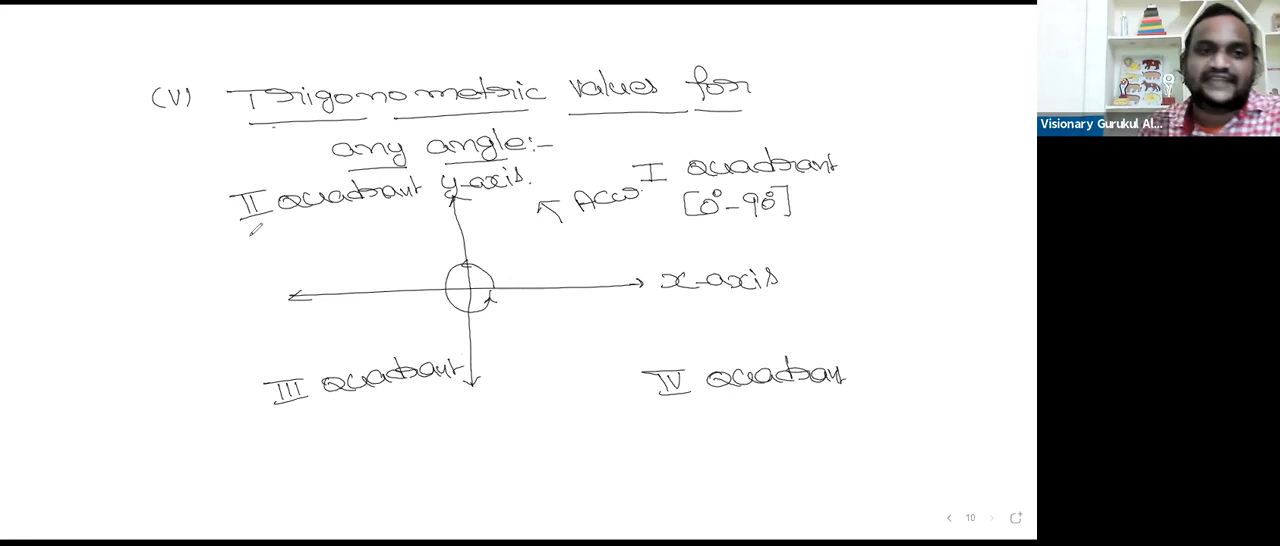 (V) Trigonometric values for
any angle:-
II quadrant
y-axis.
ACW
I quadrant
[0°-90°]
x-axis
III quadrant
IV quadrant
10
Visionary Gurukul Al...